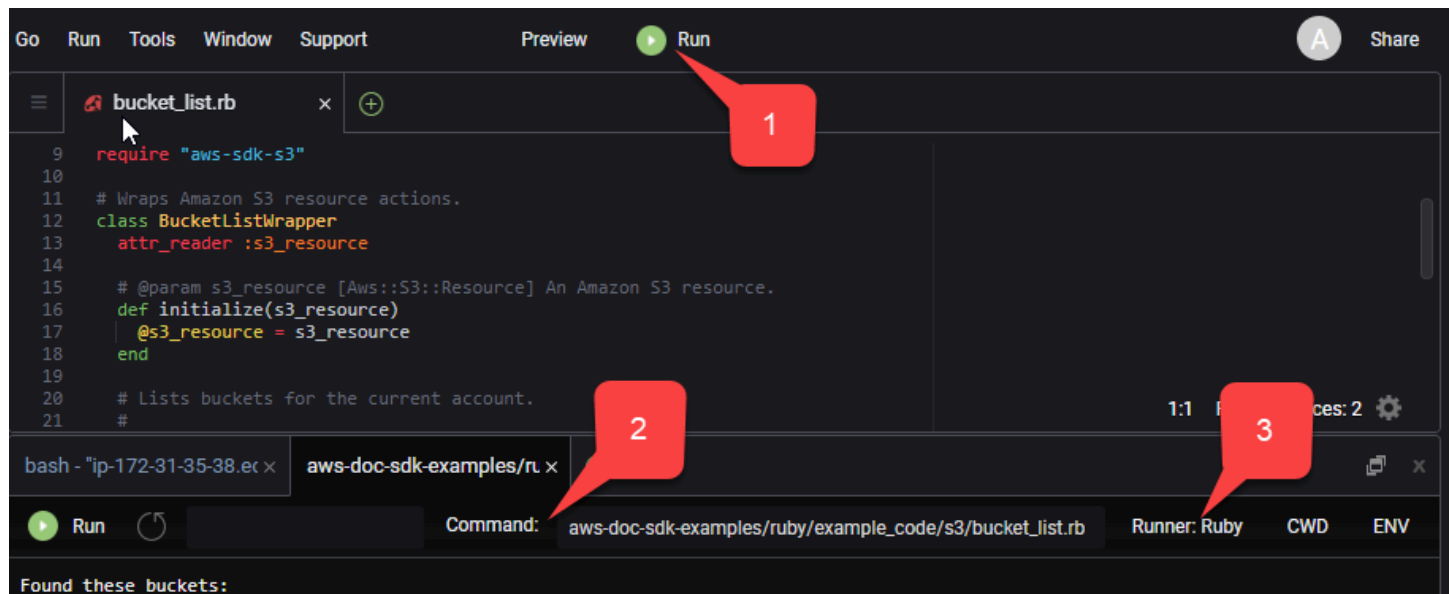 Go Run Tools Window Support Preview Run A Share
bucket_list.rb ×
1
9 require "aws-sdk-s3"
10
11 # Wraps Amazon S3 resource actions.
12 class BucketListWrapper
13 attr_reader :s3_resource
14
15 # @param s3_resource [Aws::S3::Resource] An Amazon S3 resource.
16 def initialize(s3_resource)
17 @s3_resource = s3_resource
18 end
19
20 # Lists buckets for the current account.
21 #
1:1 ces: 2
2
3
bash - "ip-172-31-35-38.ec × aws-doc-sdk-examples/ru ×
Run Command: aws-doc-sdk-examples/ruby/example_code/s3/bucket_list.rb Runner: Ruby CWD ENV
Found these buckets: